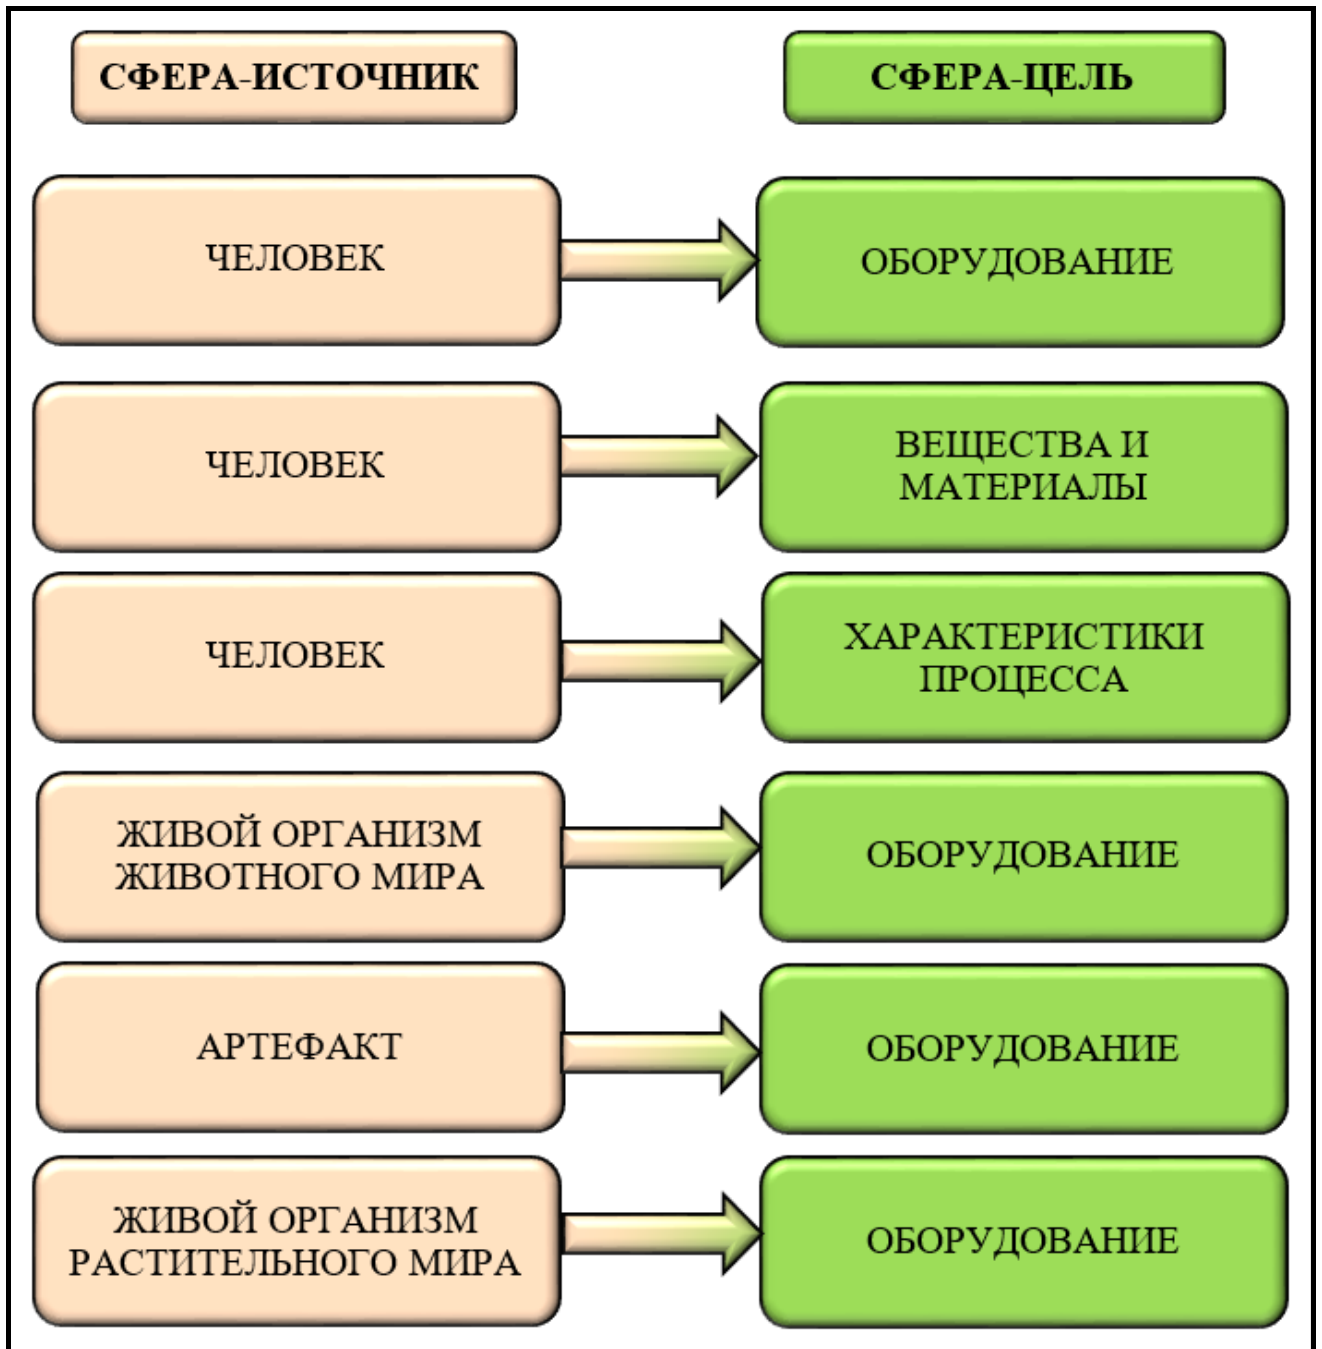 СФЕРА-ИСТОЧНИК
СФЕРА-ЦЕЛЬ
ЧЕЛОВЕК
ОБОРУДОВАНИЕ
ЧЕЛОВЕК
ВЕЩЕСТВА И
МАТЕРИАЛЫ
ЧЕЛОВЕК
ХАРАКТЕРИСТИКИ
ПРОЦЕССА
ЖИВОЙ ОРГАНИЗМ
ЖИВОТНОГО МИРА
ОБОРУДОВАНИЕ
АРТЕФАКТ
ОБОРУДОВАНИЕ
ЖИВОЙ ОРГАНИЗМ
РАСТИТЕЛЬНОГО МИРА
ОБОРУДОВАНИЕ